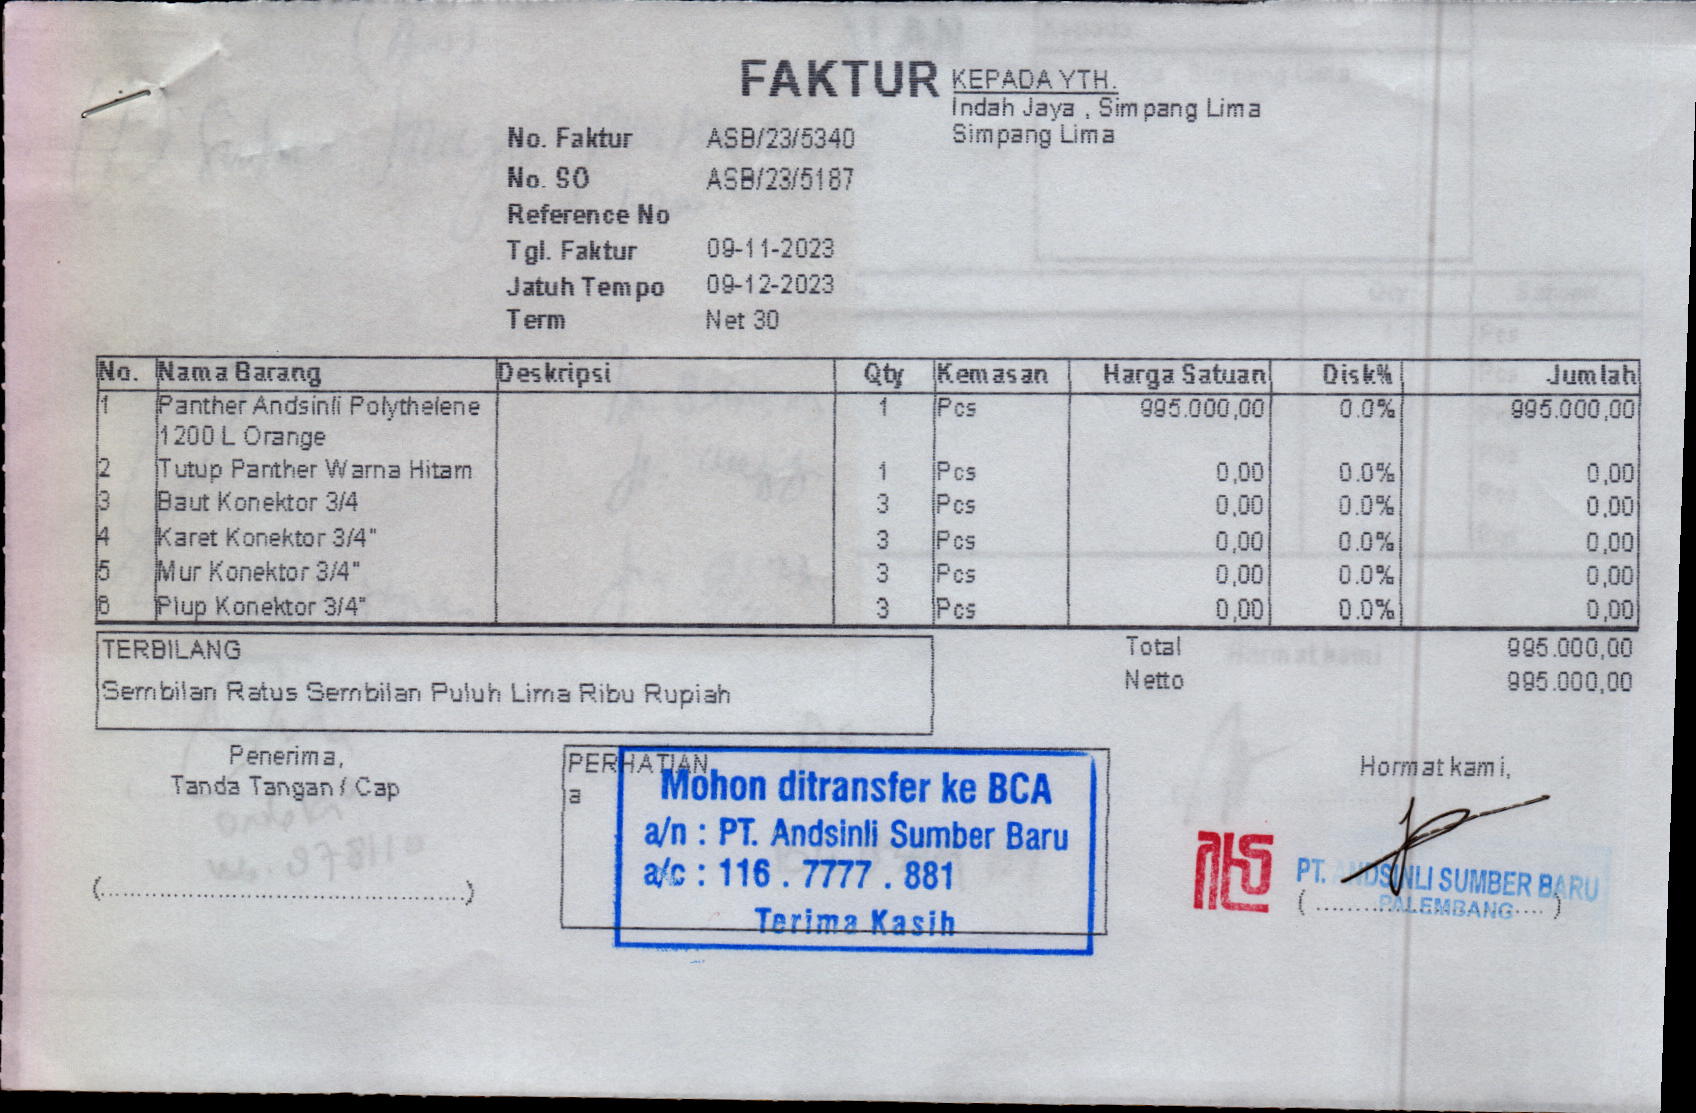 FAKTUR
KEPADA YTH.
Indah Jaya , Simpang Lima
Simpang Lima
No. Faktur ASB/23/5340
No. SO ASB/23/5187
Reference No
Tgl. Faktur 09-11-2023
Jatuh Tempo 09-12-2023
Term Net 30
No. Nama Barang Deskripsi Qty Kemasan Harga Satuan Disk% Jumlah
1 Panther Andsinli Polythelene 1 Pcs 995.000,00 0.0% 995.000,00
1200 L Orange
2 Tutup Panther Warna Hitam 1 Pcs 0,00 0.0% 0,00
3 Baut Konektor 3/4 3 Pcs 0,00 0.0% 0,00
4 Karet Konektor 3/4" 3 Pcs 0,00 0.0% 0,00
5 Mur Konektor 3/4" 3 Pcs 0,00 0.0% 0,00
6 Plup Konektor 3/4" 3 Pcs 0,00 0.0% 0,00
TERBILANG
Sembilan Ratus Sembilan Puluh Lima Ribu Rupiah
Total 995.000,00
Netto 995.000,00
Penerima,
Tanda Tangan / Cap
(..................................................)
PERHATIAN
a
Mohon ditransfer ke BCA
a/n : PT. Andsinli Sumber Baru
a/c : 116 . 7777 . 881
Terima Kasih
Hormat kami,
PT. ANDSINLI SUMBER BARU
PALEMBANG